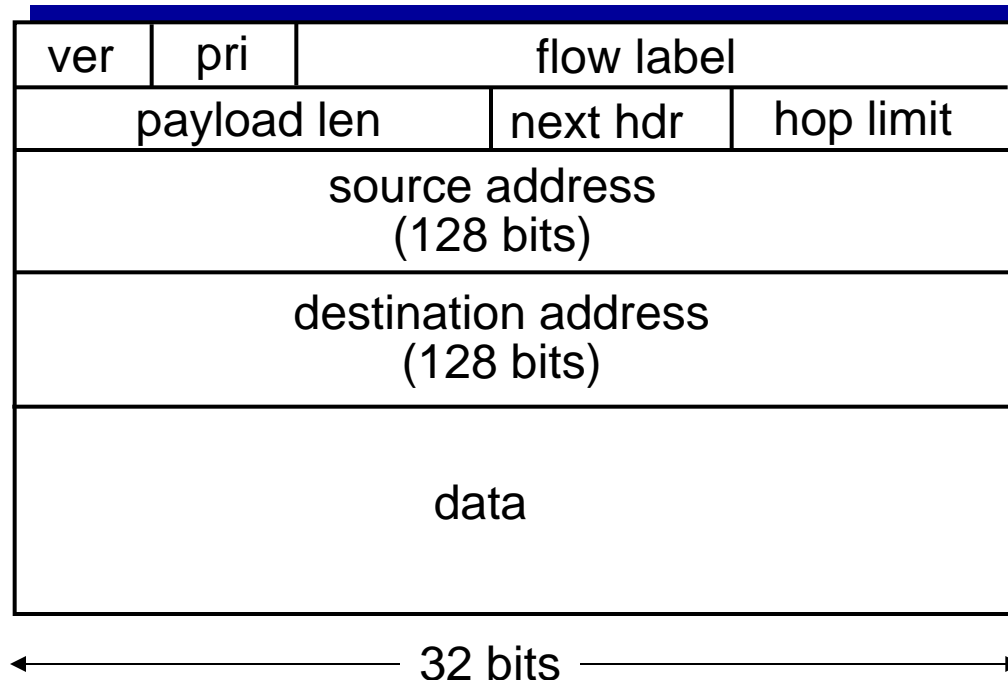 ver pri flow label
payload len next hdr hop limit
source address
(128 bits)
destination address
(128 bits)
data
32 bits